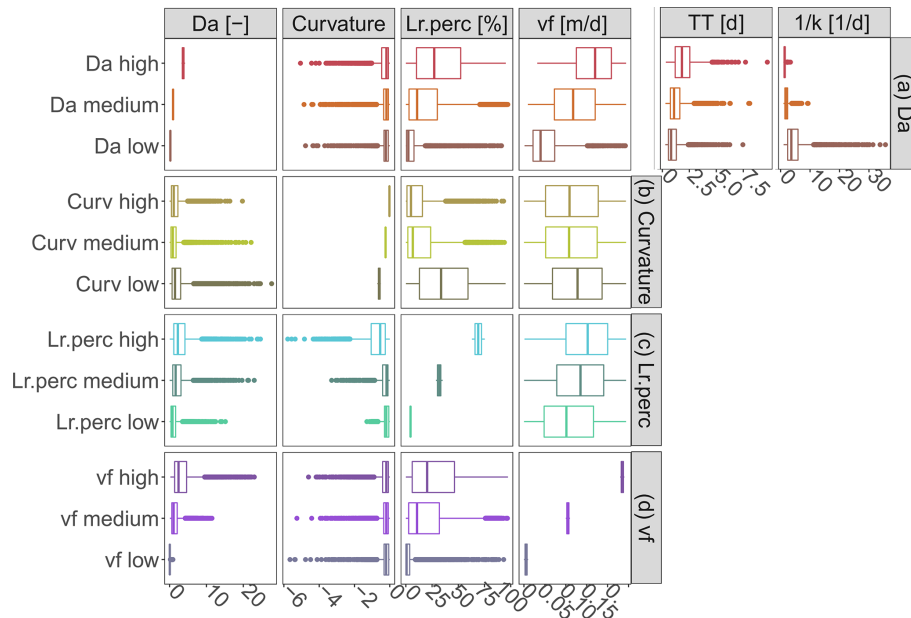 Da [−] Curvature Lr.perc [%] vf [m/d] TT [d] 1/k [1/d]
Da high
Da medium
Da low
(a) Da
0 2.5 5.0 7.5 0 10 20 30
Curv high
Curv medium
Curv low
(b) Curvature
Lr.perc high
Lr.perc medium
Lr.perc low
(c) Lr.perc
vf high
vf medium
vf low
(d) vf
0 10 20 −6 −4 −2 0 0 25 50 75 100 0 0.05 0.10 0.15